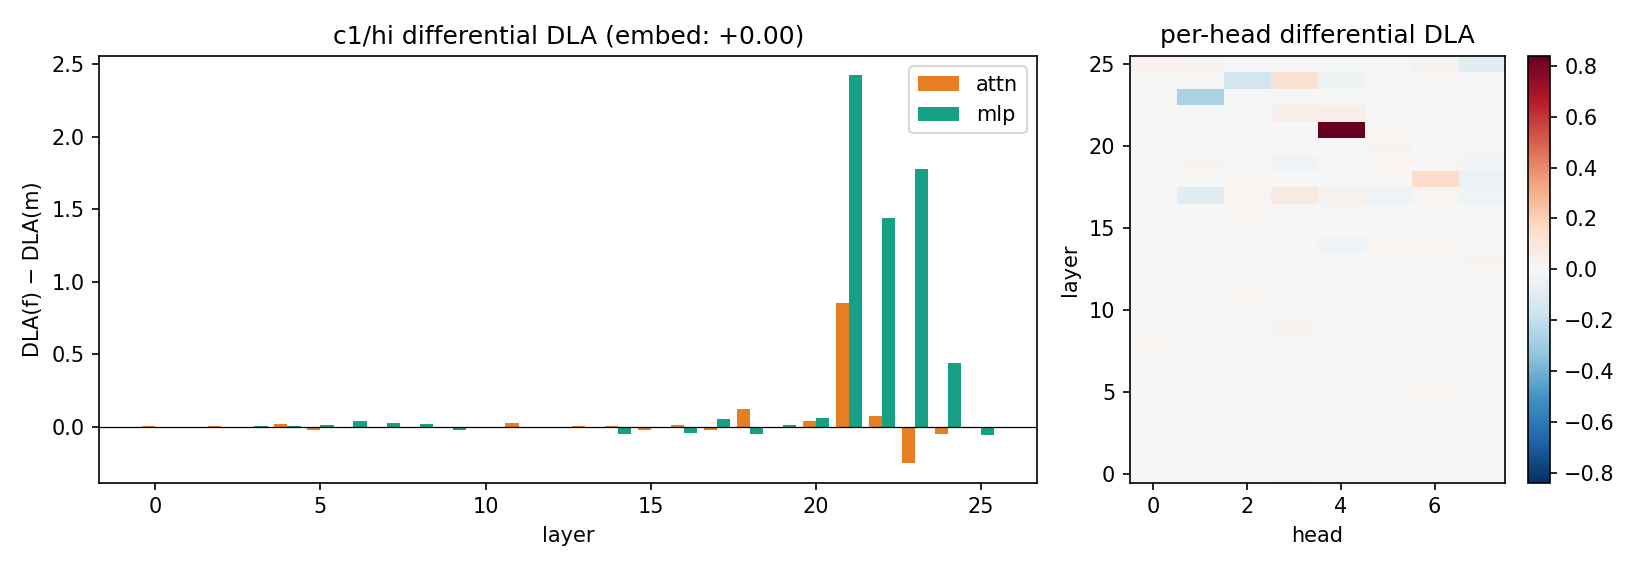 c1/hi differential DLA (embed: +0.00)
DLA(f) − DLA(m)
2.5
2.0
1.5
1.0
0.5
0.0
attn
mlp
0 5 10 15 20 25
layer
per-head differential DLA
layer
25
20
15
10
5
0
0 2 4 6
head
0.8
0.6
0.4
0.2
0.0
−0.2
−0.4
−0.6
−0.8